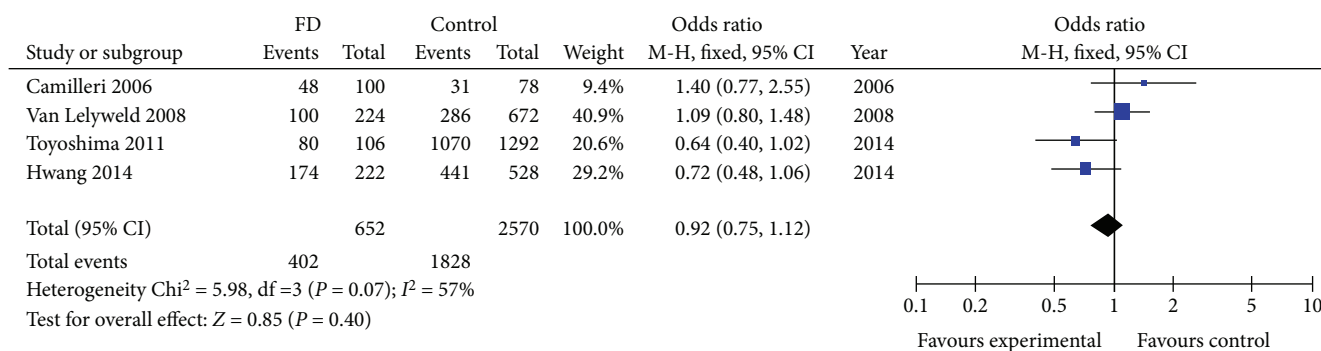 FD Control Odds ratio Odds ratio
Study or subgroup Events Total Events Total Weight M-H, fixed, 95% CI Year M-H, fixed, 95% CI
Camilleri 2006 48 100 31 78 9.4% 1.40 (0.77, 2.55) 2006
Van Lelyweld 2008 100 224 286 672 40.9% 1.09 (0.80, 1.48) 2008
Toyoshima 2011 80 106 1070 1292 20.6% 0.64 (0.40, 1.02) 2014
Hwang 2014 174 222 441 528 29.2% 0.72 (0.48, 1.06) 2014
Total (95% CI) 652 2570 100.0% 0.92 (0.75, 1.12)
Total events 402 1828
Heterogeneity Chi² = 5.98, df =3 (P = 0.07); I² = 57%
Test for overall effect: Z = 0.85 (P = 0.40)
0.1 0.2 0.5 1 2 5 10
Favours experimental Favours control